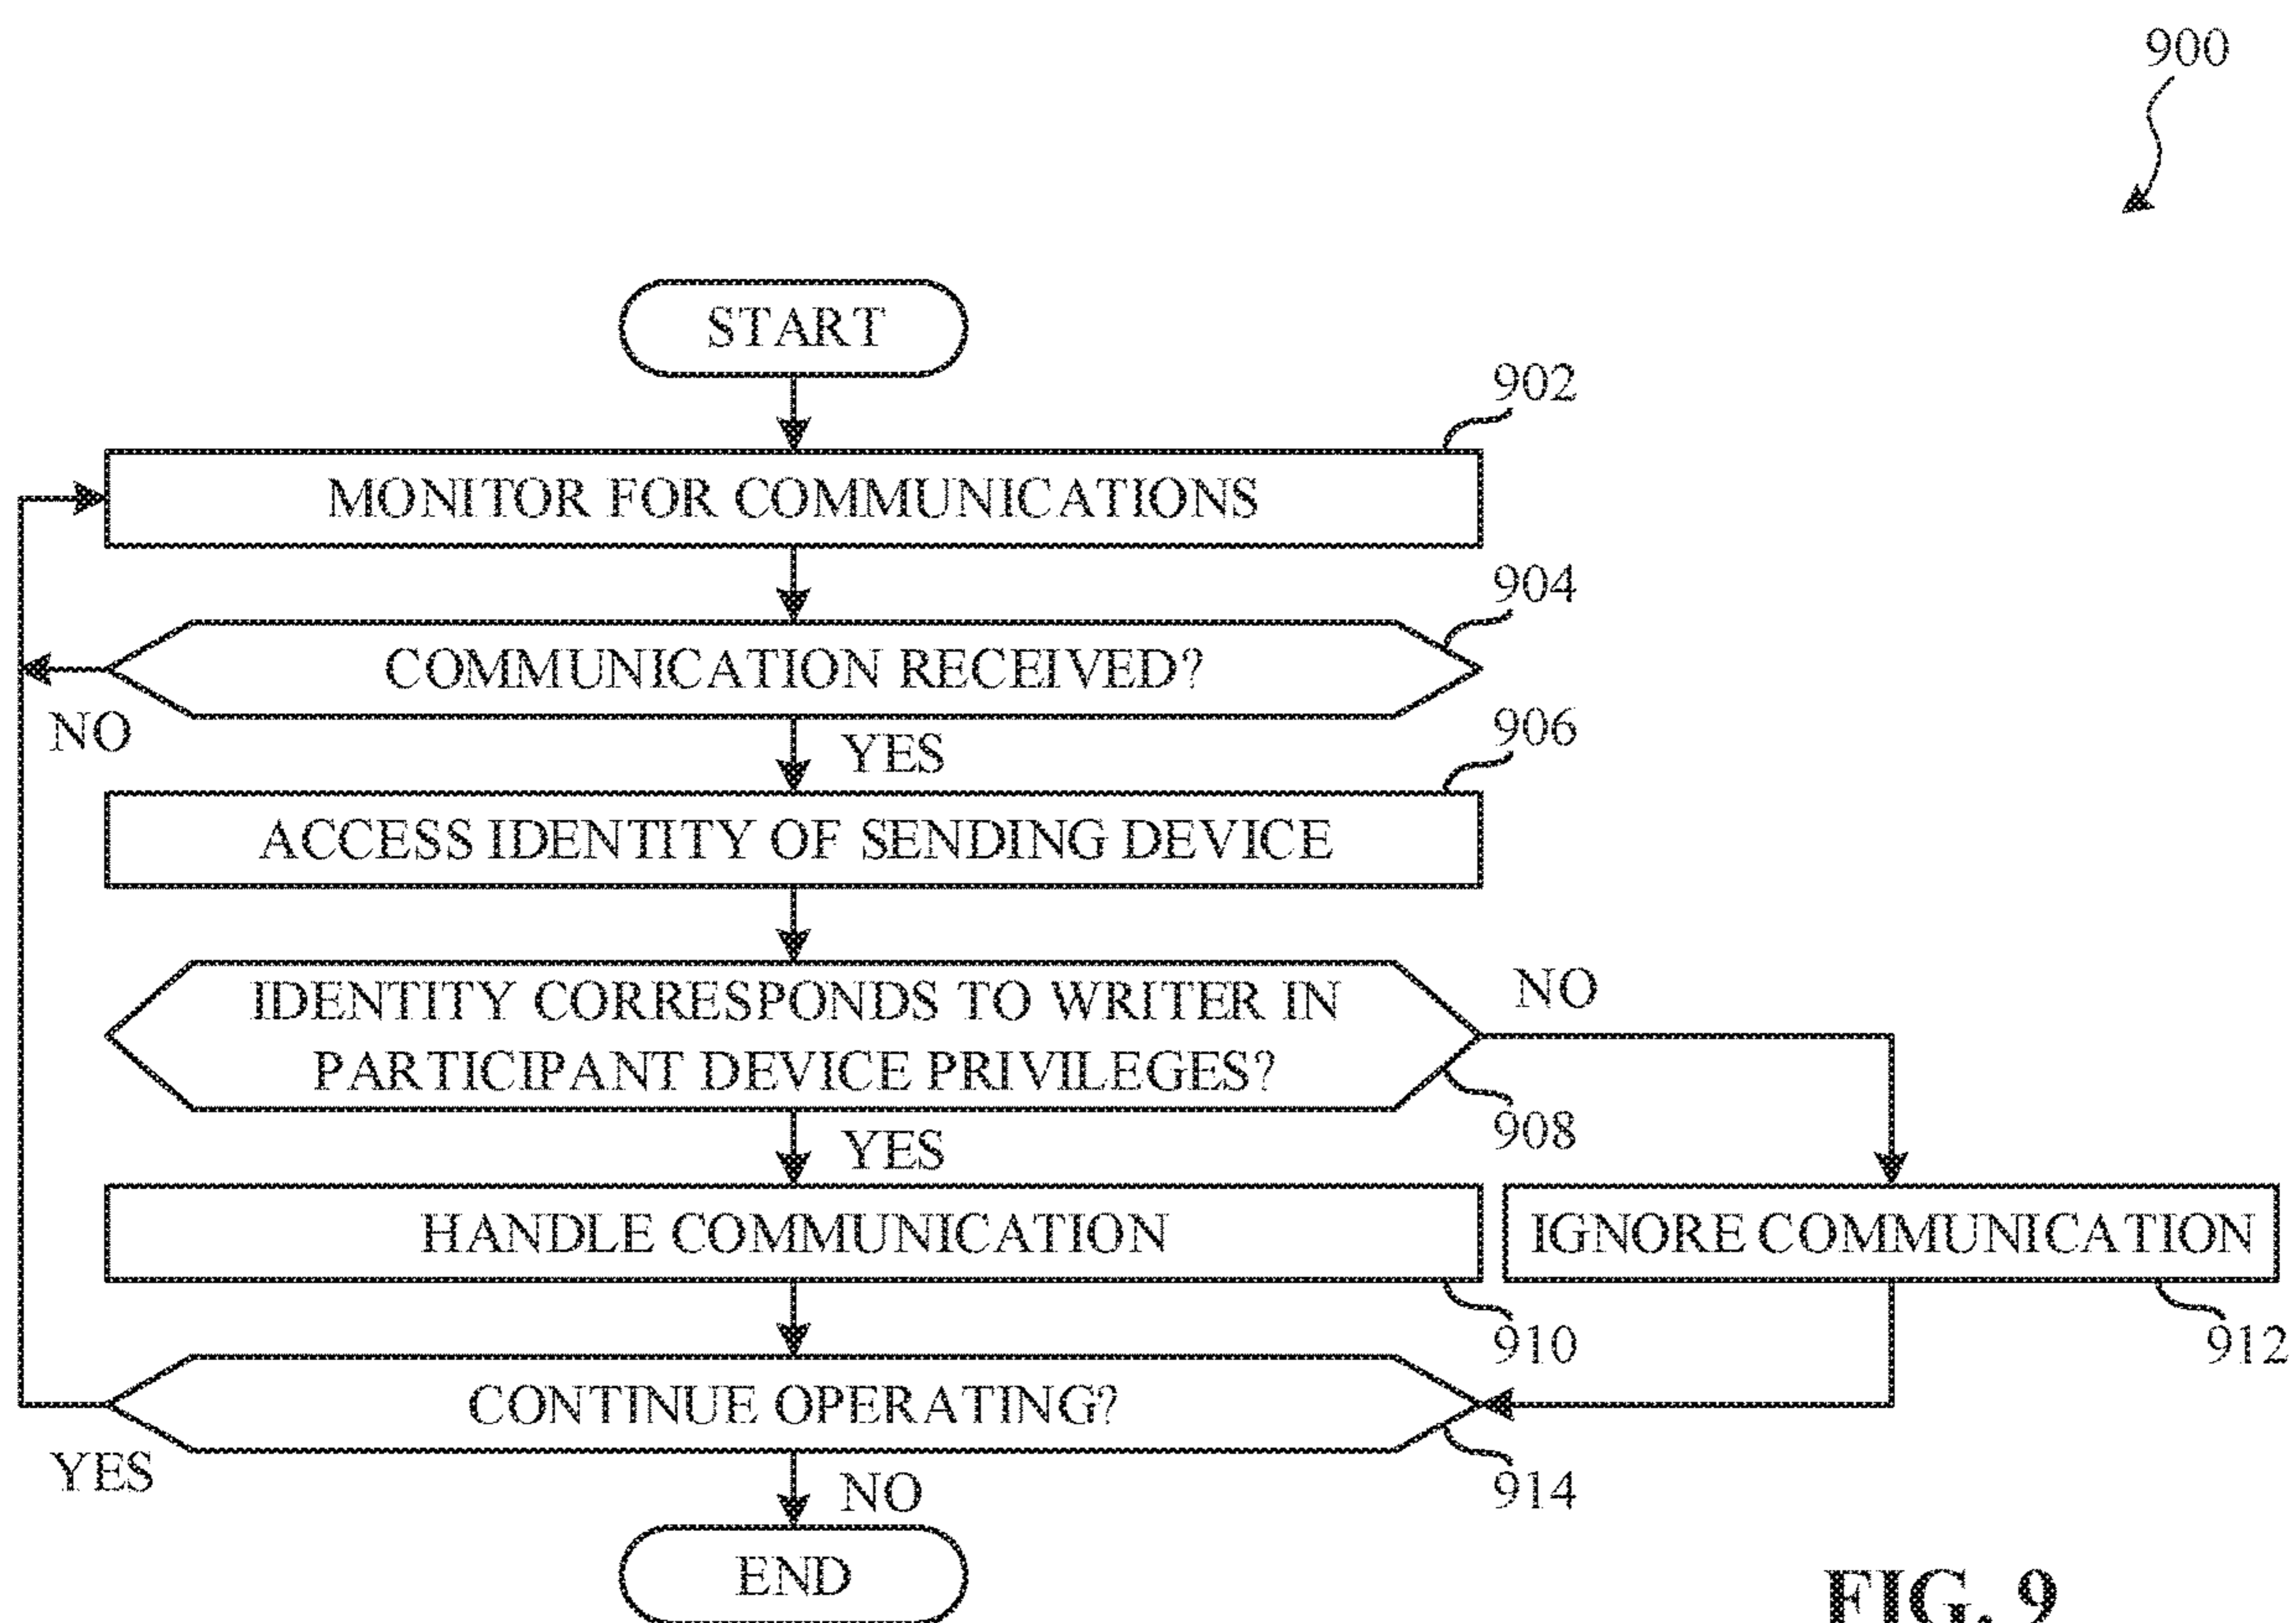 900
START
902
MONITOR FOR COMMUNICATIONS
904
COMMUNICATION RECEIVED?
NO
YES
906
ACCESS IDENTITY OF SENDING DEVICE
IDENTITY CORRESPONDS TO WRITER IN
PARTICIPANT DEVICE PRIVILEGES?
NO
908
YES
HANDLE COMMUNICATION
IGNORE COMMUNICATION
910
912
CONTINUE OPERATING?
YES
914
NO
END
FIG. 9